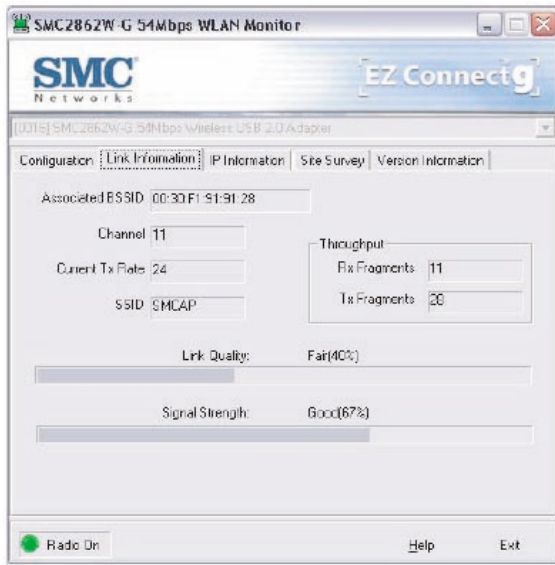 SMC2862W-G 54Mbps WLAN Monitor
SMC
Networks
EZ Connect g
[0316] SMC2862W-G 54Mbps Wireless USB 2.0 Adapter
Configuration Link Information IP Information Site Survey Version Information
Associated BSSID 00:30:F1:91:91:28
Channel 11
Current Tx Rate 24
SSID SMCAP
Throughput
Rx Fragments 11
Tx Fragments 28
Link Quality: Fair(40%)
Signal Strength: Good(67%)
Radio On
Help
Exit